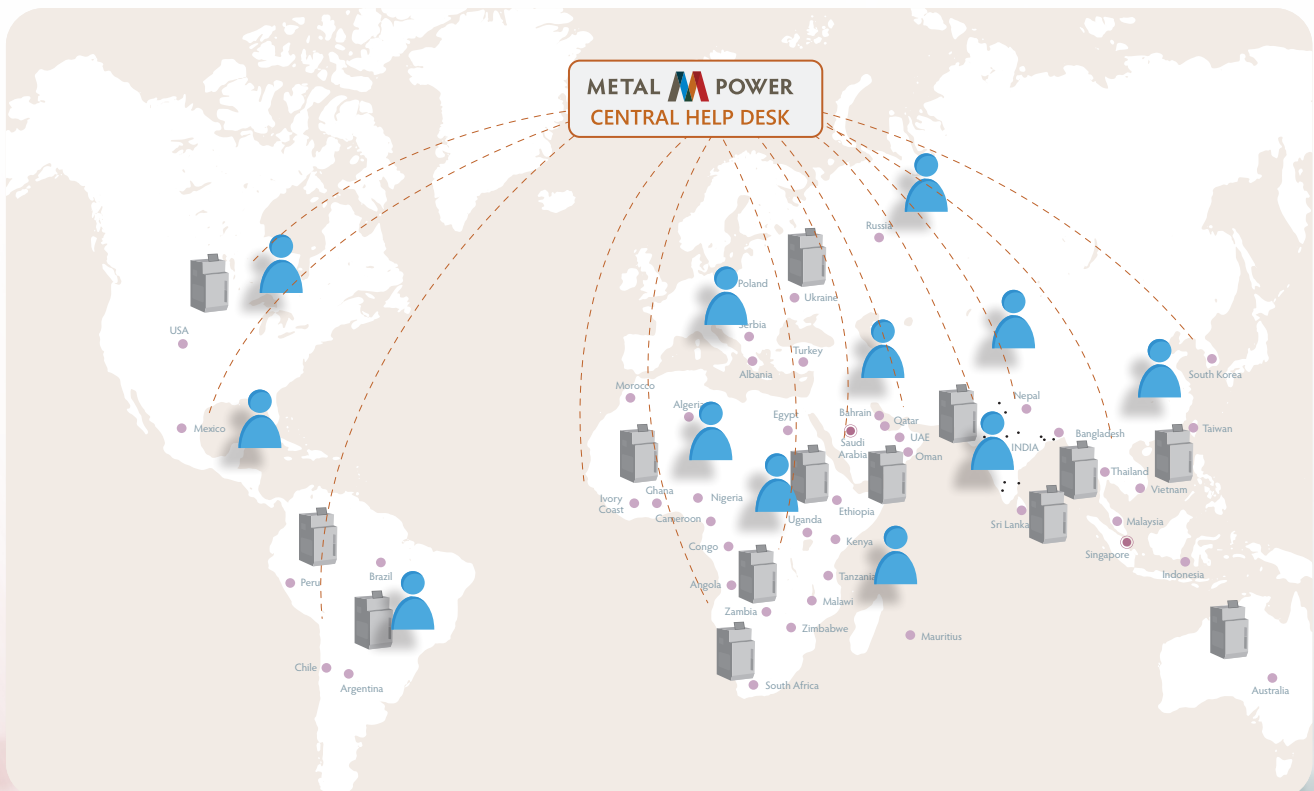 METAL POWER
CENTRAL HELP DESK
Russia
Poland
Ukraine
USA
Serbia
Turkey
South Korea
Albania
Morocco
Nepal
Algeria
Bahrain
Egypt
Qatar
Mexico
Taiwan
Bangladesh
UAE
Saudi
Arabia
INDIA
Oman
Thailand
Ghana
Vietnam
Ivory
Coast
Nigeria
Ethiopia
Cameroon
Uganda
Malaysia
Sri Lanka
Kenya
Congo
Singapore
Brazil
Tanzania
Indonesia
Peru
Angola
Malawi
Zambia
Zimbabwe
Mauritius
Chile
South Africa
Argentina
Australia